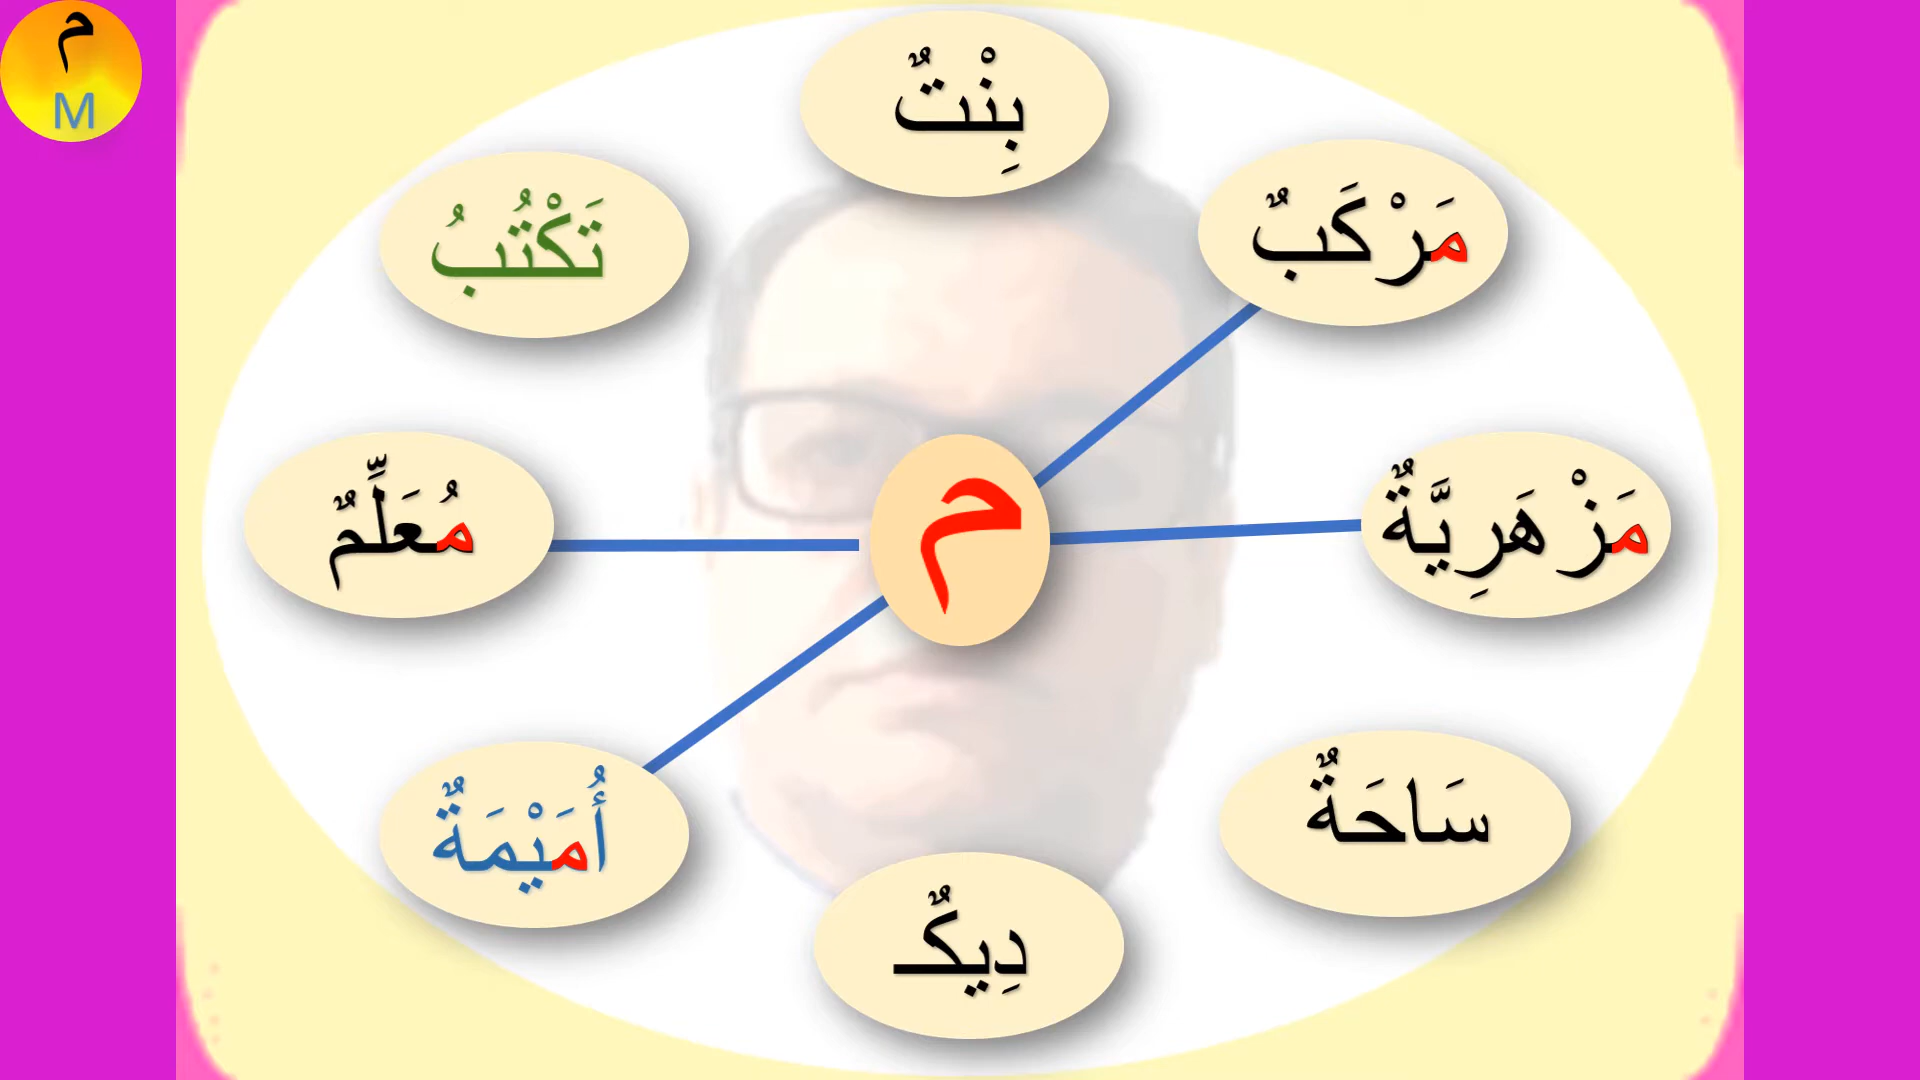 م
M
بِنْتٌ
مَرْكَبٌ
تَكْتُبُ
مَزْهَرِيَّةٌ
م
مُعَلِّمٌ
سَاحَةٌ
أُمَيْمَةٌ
دِيكٌـ